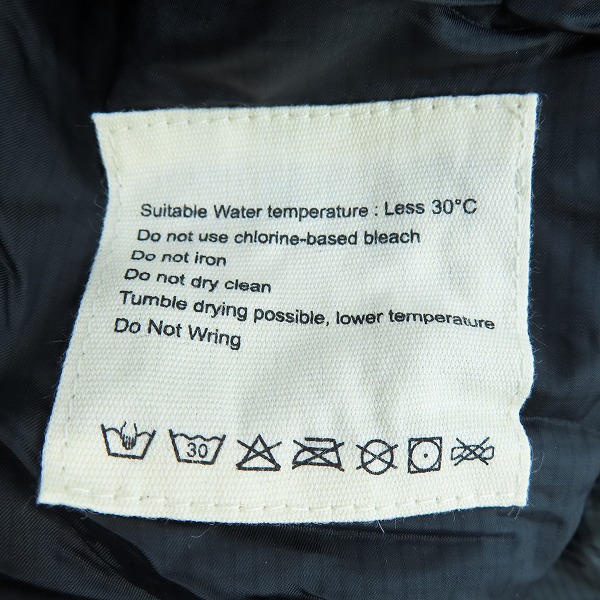 Suitable Water temperature : Less 30°C
Do not use chlorine-based bleach
Do not iron
Do not dry clean
Tumble drying possible, lower temperature
Do Not Wring
30